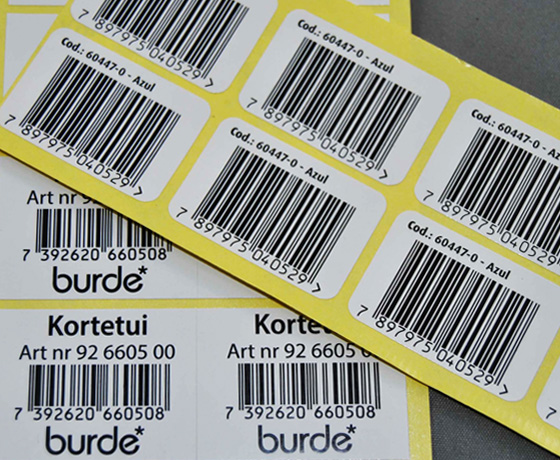 7 897975 040529 >
Cod.: 60447-0 - Azul
7 897975 040529 >
Cod.: 60447-0 - Azul
7 897975 040529 >
Cod.: 60447-0 - Azul
7 897975 040529 >
Cod.: 60447-0 - Azul
7 897975
Cod.: 60447-0 - Azul
7 897975 040529 >
Art nr
7 392620 660508
burde*
Kortetui
Art nr 92 6605 00
7 392620 660508
burde*
Art nr 92 6605 00
7 392620 660508
burde*